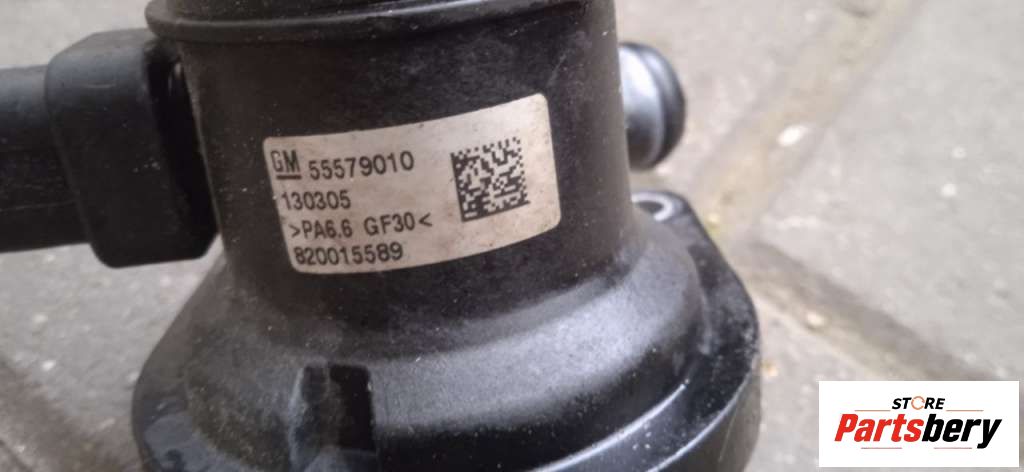 GM 55579010
130305
>PA6.6 GF30<
820015589
STORE
Partsbery